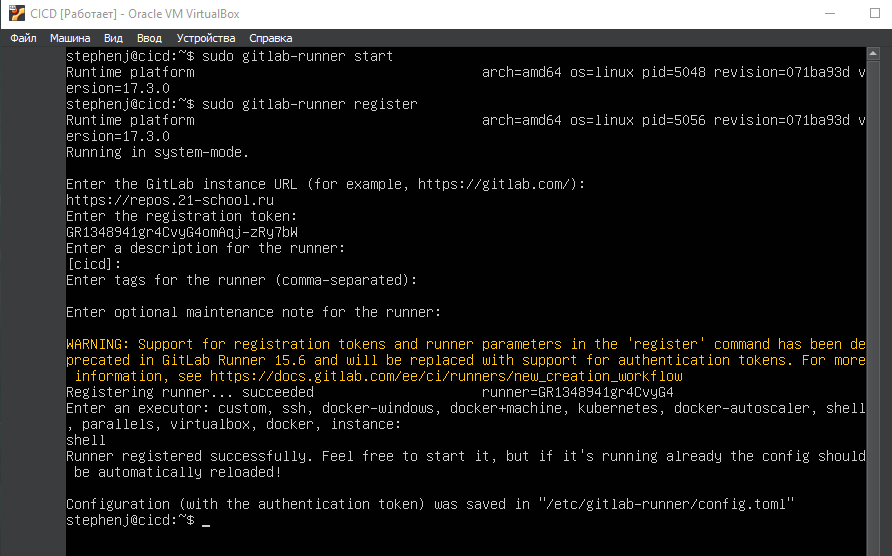 CICD [Работает] - Oracle VM VirtualBox
Файл Машина Вид Ввод Устройства Справка
stephenj@cicd:~$ sudo gitlab-runner start
Runtime platform arch=amd64 os=linux pid=5048 revision=071ba93d v
ersion=17.3.0
stephenj@cicd:~$ sudo gitlab-runner register
Runtime platform arch=amd64 os=linux pid=5056 revision=071ba93d v
ersion=17.3.0
Running in system-mode.
Enter the GitLab instance URL (for example, https://gitlab.com/):
https://repos.21-school.ru
Enter the registration token:
GR1348941gr4CvyG4omAqj-zRy7bW
Enter a description for the runner:
[cicd]:
Enter tags for the runner (comma-separated):
Enter optional maintenance note for the runner:
WARNING: Support for registration tokens and runner parameters in the 'register' command has been de
precated in GitLab Runner 15.6 and will be replaced with support for authentication tokens. For more
 information, see https://docs.gitlab.com/ee/ci/runners/new_creation_workflow
Registering runner... succeeded runner=GR1348941gr4CvyG4
Enter an executor: custom, ssh, docker-windows, docker+machine, kubernetes, docker-autoscaler, shell
, parallels, virtualbox, docker, instance:
shell
Runner registered successfully. Feel free to start it, but if it's running already the config should
 be automatically reloaded!
Configuration (with the authentication token) was saved in "/etc/gitlab-runner/config.toml"
stephenj@cicd:~$ _